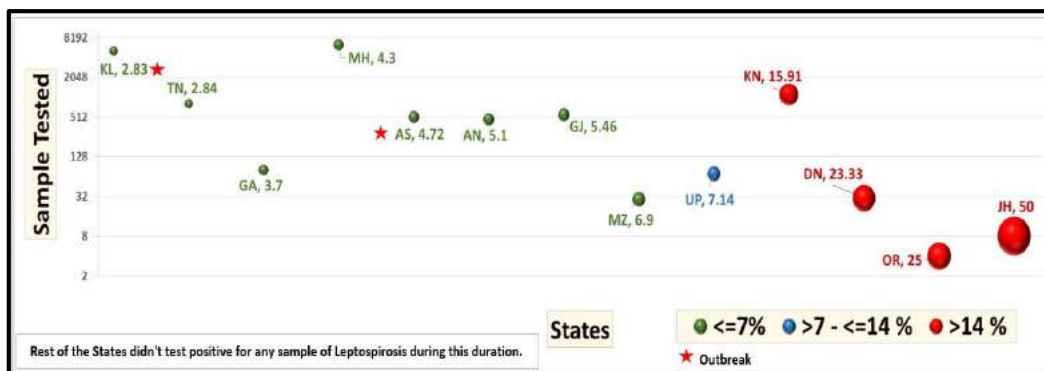 8192
2048
512
128
32
8
2
Sample Tested
KL, 2.83
TN, 2.84
GA, 3.7
MH, 4.3
AS, 4.72
AN, 5.1
GJ, 5.46
MZ, 6.9
UP, 7.14
KN, 15.91
DN, 23.33
OR, 25
JH, 50
States
<=7% >7 - <=14 % >14 %
Rest of the States didn't test positive for any sample of Leptospirosis during this duration.
Outbreak